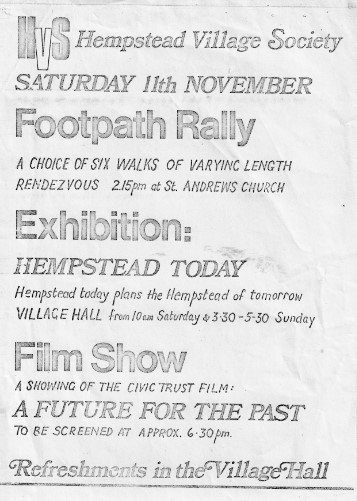 HVS Hempstead Village Society
SATURDAY 11th NOVEMBER
Footpath Rally
A CHOICE OF SYX WALKS OF VARYINC LENGTH
RENDEZVOUS 2.15pm at St. ANDREWS CHURCH
Exhibition:
HEMPSTEAD TODAY
Hempstead today plans the Hempstead of tomorrow
VILLAGE HALL from 10am Saturday & 3·30-5·30 Sunday
Film Show
A SHOWING OF THE CIVIC TRUST FILM:
A FUTURE FOR THE PAST
TO BE SCREENED AT APPROX. 6·30pm.
Refreshments in the Village Hall